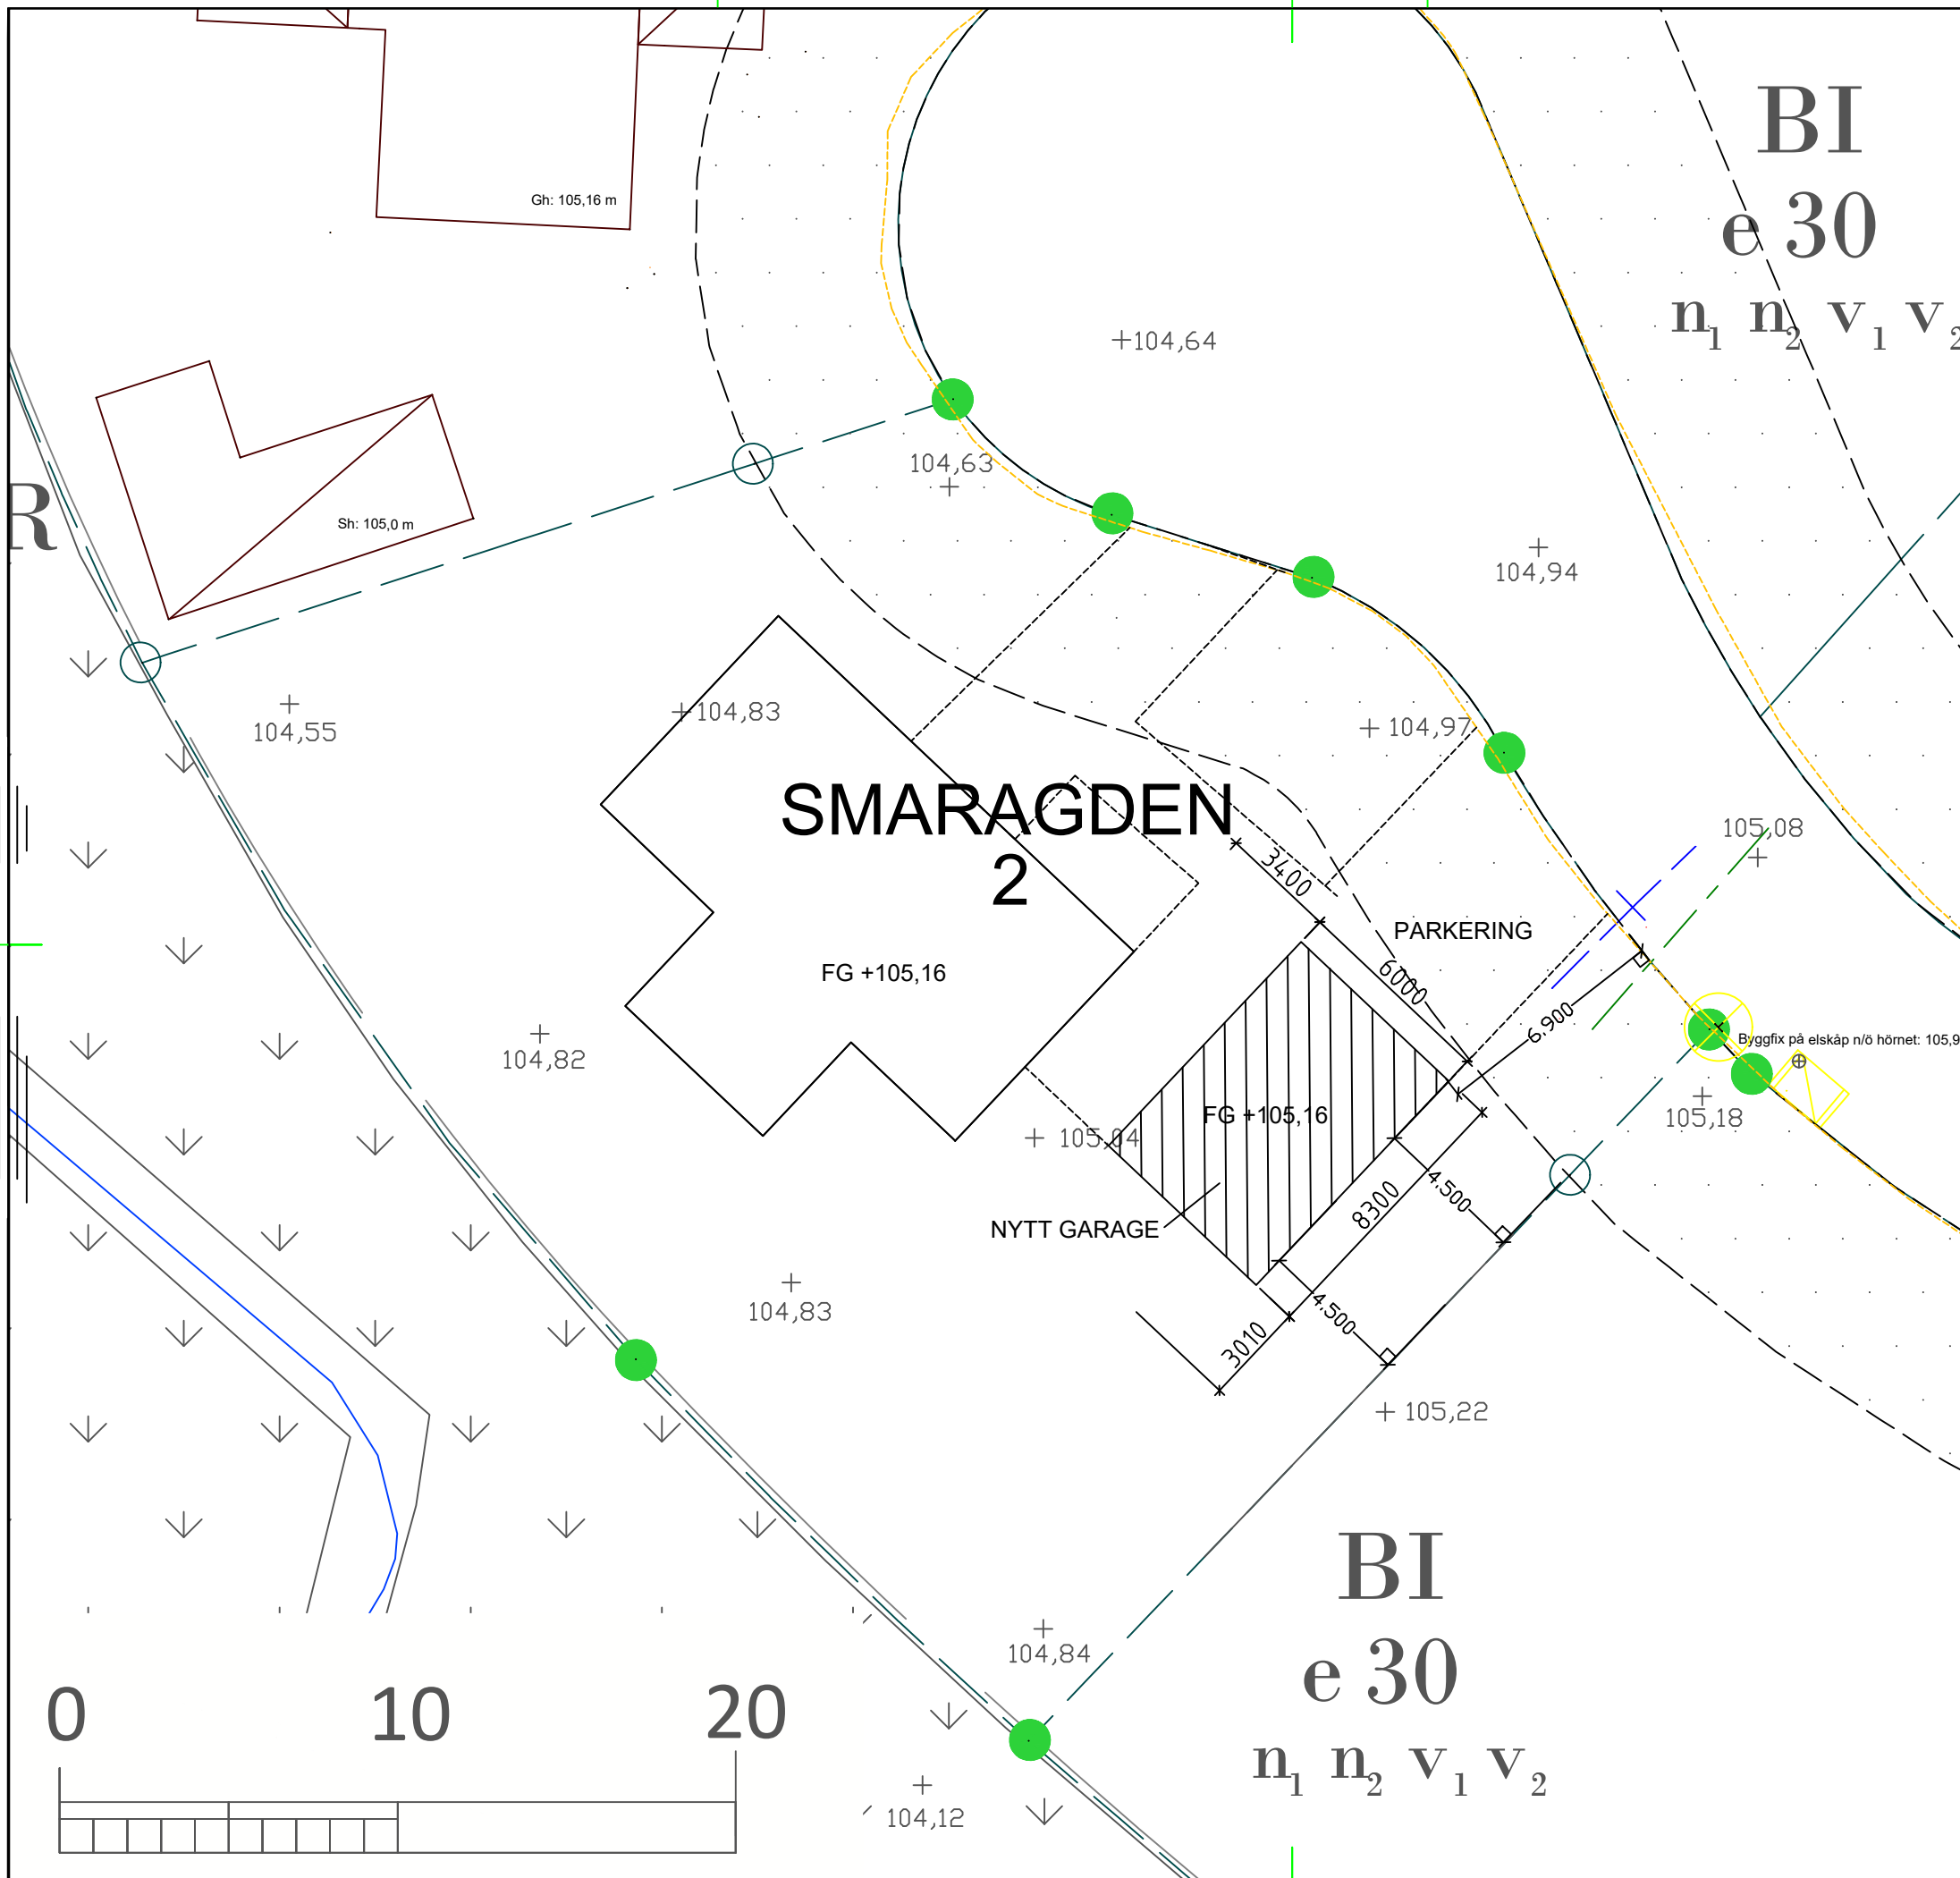 BI
e 30
n1 n2 v1 v2
Gh: 105,16 m
+104,64
104,63
R
Sh: 105,0 m
104,94
104,55
+104,83
+ 104,97
SMARAGDEN
2
105,08
3400
PARKERING
FG +105,16
6000
6.900
Byggfix på elskåp n/ö hörnet: 105,9
104,82
105,18
FG +105,16
+ 105,04
4.500
8300
NYTT GARAGE
104,83
4.500
3010
+ 105,22
BI
e 30
n1 n2 v1 v2
104,84
0 10 20
104,12